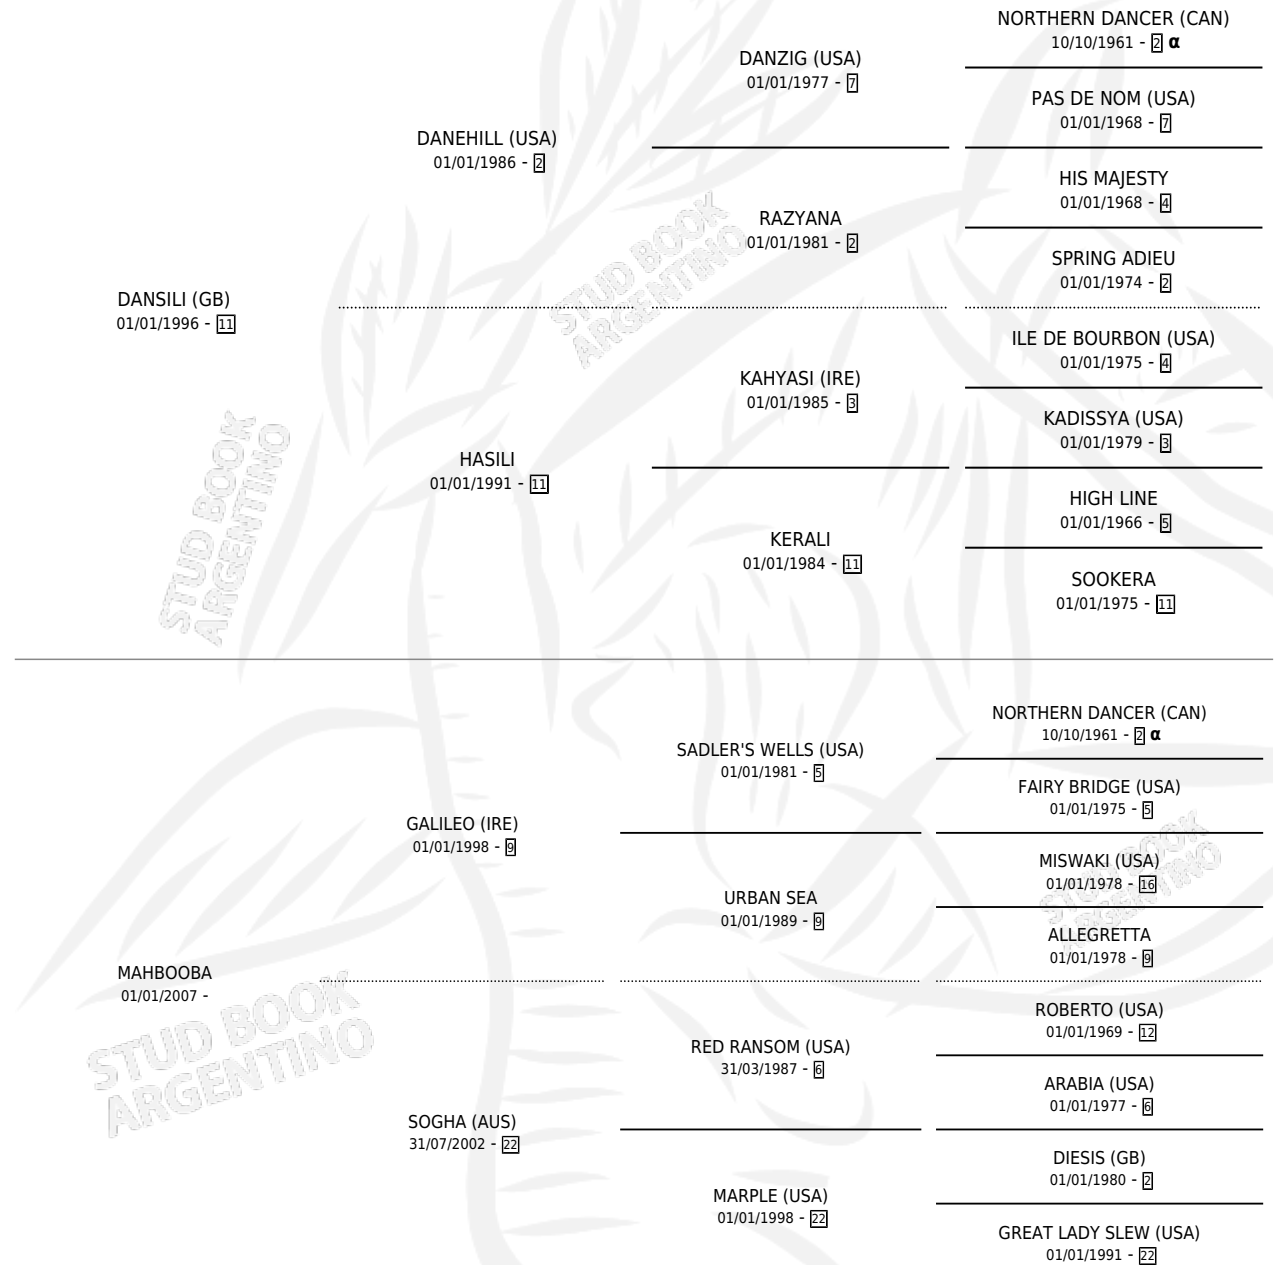 NORTHERN DANCER (CAN)
10/10/1961 - 2 α
DANZIG (USA)
01/01/1977 - 7
PAS DE NOM (USA)
01/01/1968 - 7
DANEHILL (USA)
01/01/1986 - 2
HIS MAJESTY
01/01/1968 - 4
RAZYANA
01/01/1981 - 2
SPRING ADIEU
01/01/1974 - 2
DANSILI (GB)
01/01/1996 - 11
ILE DE BOURBON (USA)
01/01/1975 - 4
KAHYASI (IRE)
01/01/1985 - 3
KADISSYA (USA)
01/01/1979 - 3
HASILI
01/01/1991 - 11
HIGH LINE
01/01/1966 - 5
KERALI
01/01/1984 - 11
SOOKERA
01/01/1975 - 11
NORTHERN DANCER (CAN)
10/10/1961 - 2 α
SADLER'S WELLS (USA)
01/01/1981 - 5
FAIRY BRIDGE (USA)
01/01/1975 - 5
GALILEO (IRE)
01/01/1998 - 9
MISWAKI (USA)
01/01/1978 - 16
URBAN SEA
01/01/1989 - 9
ALLEGRETTA
01/01/1978 - 9
MAHBOOBA
01/01/2007 -
ROBERTO (USA)
01/01/1969 - 12
RED RANSOM (USA)
31/03/1987 - 6
ARABIA (USA)
01/01/1977 - 6
SOGHA (AUS)
31/07/2002 - 22
DIESIS (GB)
01/01/1980 - 2
MARPLE (USA)
01/01/1998 - 22
GREAT LADY SLEW (USA)
01/01/1991 - 22
STUD BOOK
ARGENTINO
STUD BOOK
ARGENTINO
STUD BOOK
ARGENTINO
STUD BOOK
ARGENTINO